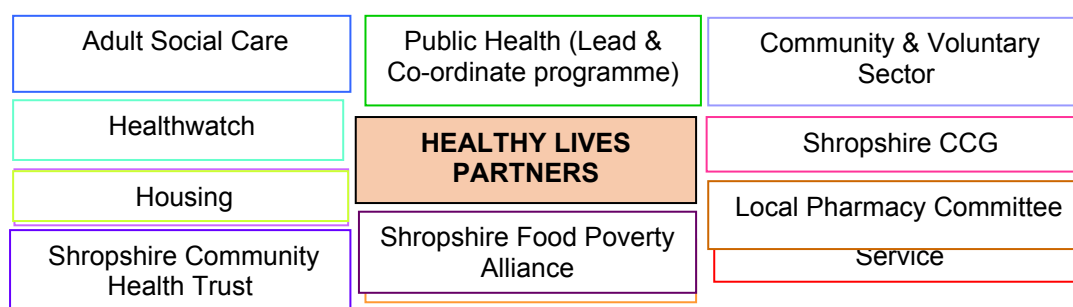 Adult Social Care
Public Health (Lead &
Co-ordinate programme)
Community & Voluntary
Sector
Healthwatch
HEALTHY LIVES
PARTNERS
Shropshire CCG
Housing
Local Pharmacy Committee
Service
Shropshire Community
Health Trust
Shropshire Food Poverty
Alliance